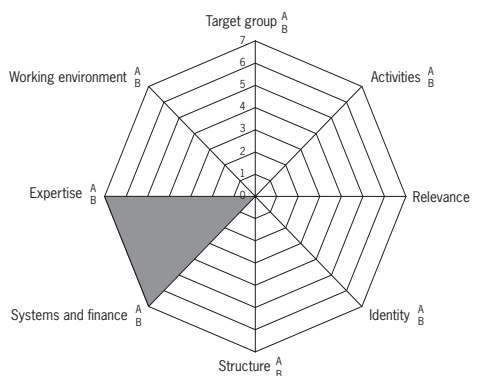 Target group A
B
7
6
5
4
3
2
1
0
Working environment A
B
Activities A
B
Expertise A
B
Relevance
Systems and finance A
B
Identity A
B
Structure A
B